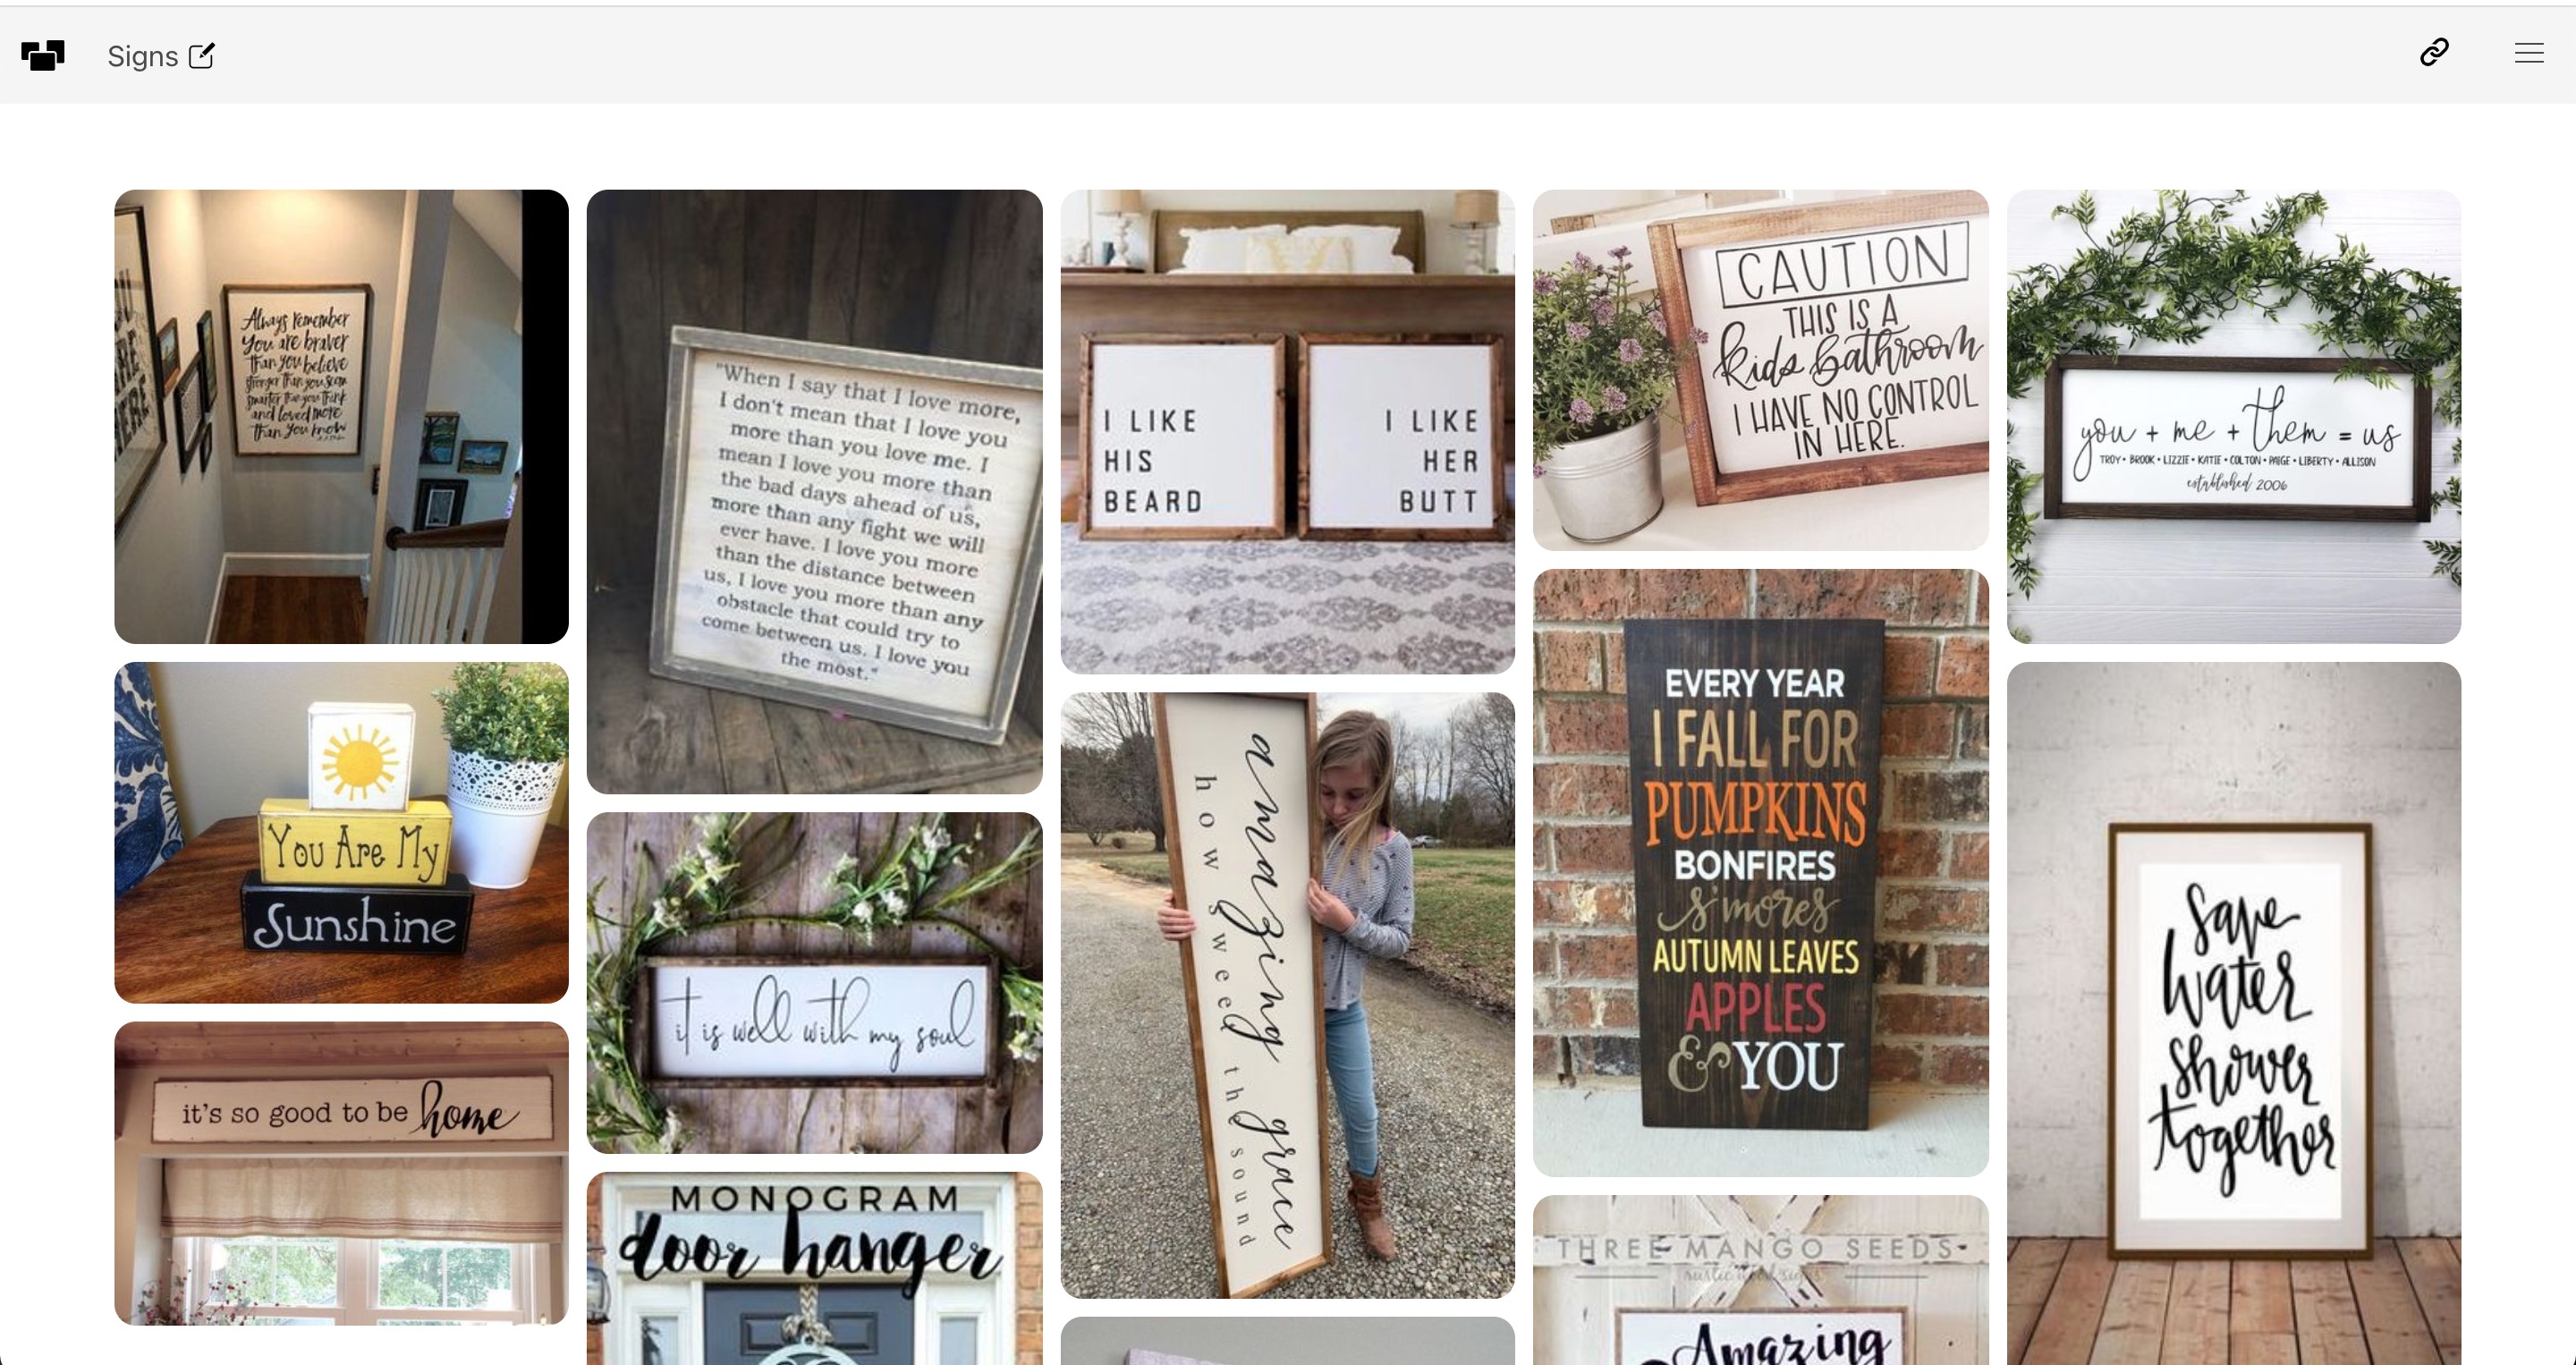 Signs
Always remember
You are braver
than you believe
stronger than you seem
smarter than you think
and loved more
than you know
"When I say that I love more,
I don't mean that I love you
more than you love me. I
mean I love you more than
the bad days ahead of us,
more than any fight we will
ever have. I love you more
than the distance between
us, I love you more than any
obstacle that could try to
come between us. I love you
the most."
I LIKE
HIS
BEARD
I LIKE
HER
BUTT
CAUTION
THIS IS A
kids bathroom
I HAVE NO CONTROL
IN HERE.
you + me + them = us
TROY • BROOK • LIZZIE • KATIE • COLTON • PAIGE • LIBERTY • ALLISON
established 2006
You Are My
Sunshine
it is well with my soul
amazing grace
how sweet the sound
EVERY YEAR
I FALL FOR
PUMPKINS
BONFIRES
s'mores
AUTUMN LEAVES
APPLES
& YOU
save
water
shower
together
it's so good to be home
MONOGRAM
door hanger
THREE MANGO SEEDS
rustic wood signs
Amazing